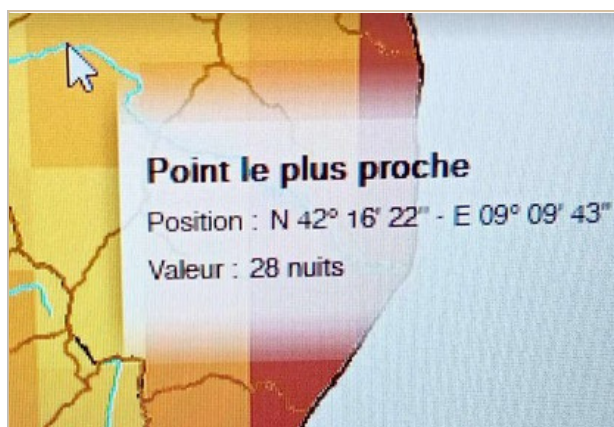 Point le plus proche
Position : N 42° 16' 22" - E 09° 09' 43"
Valeur : 28 nuits